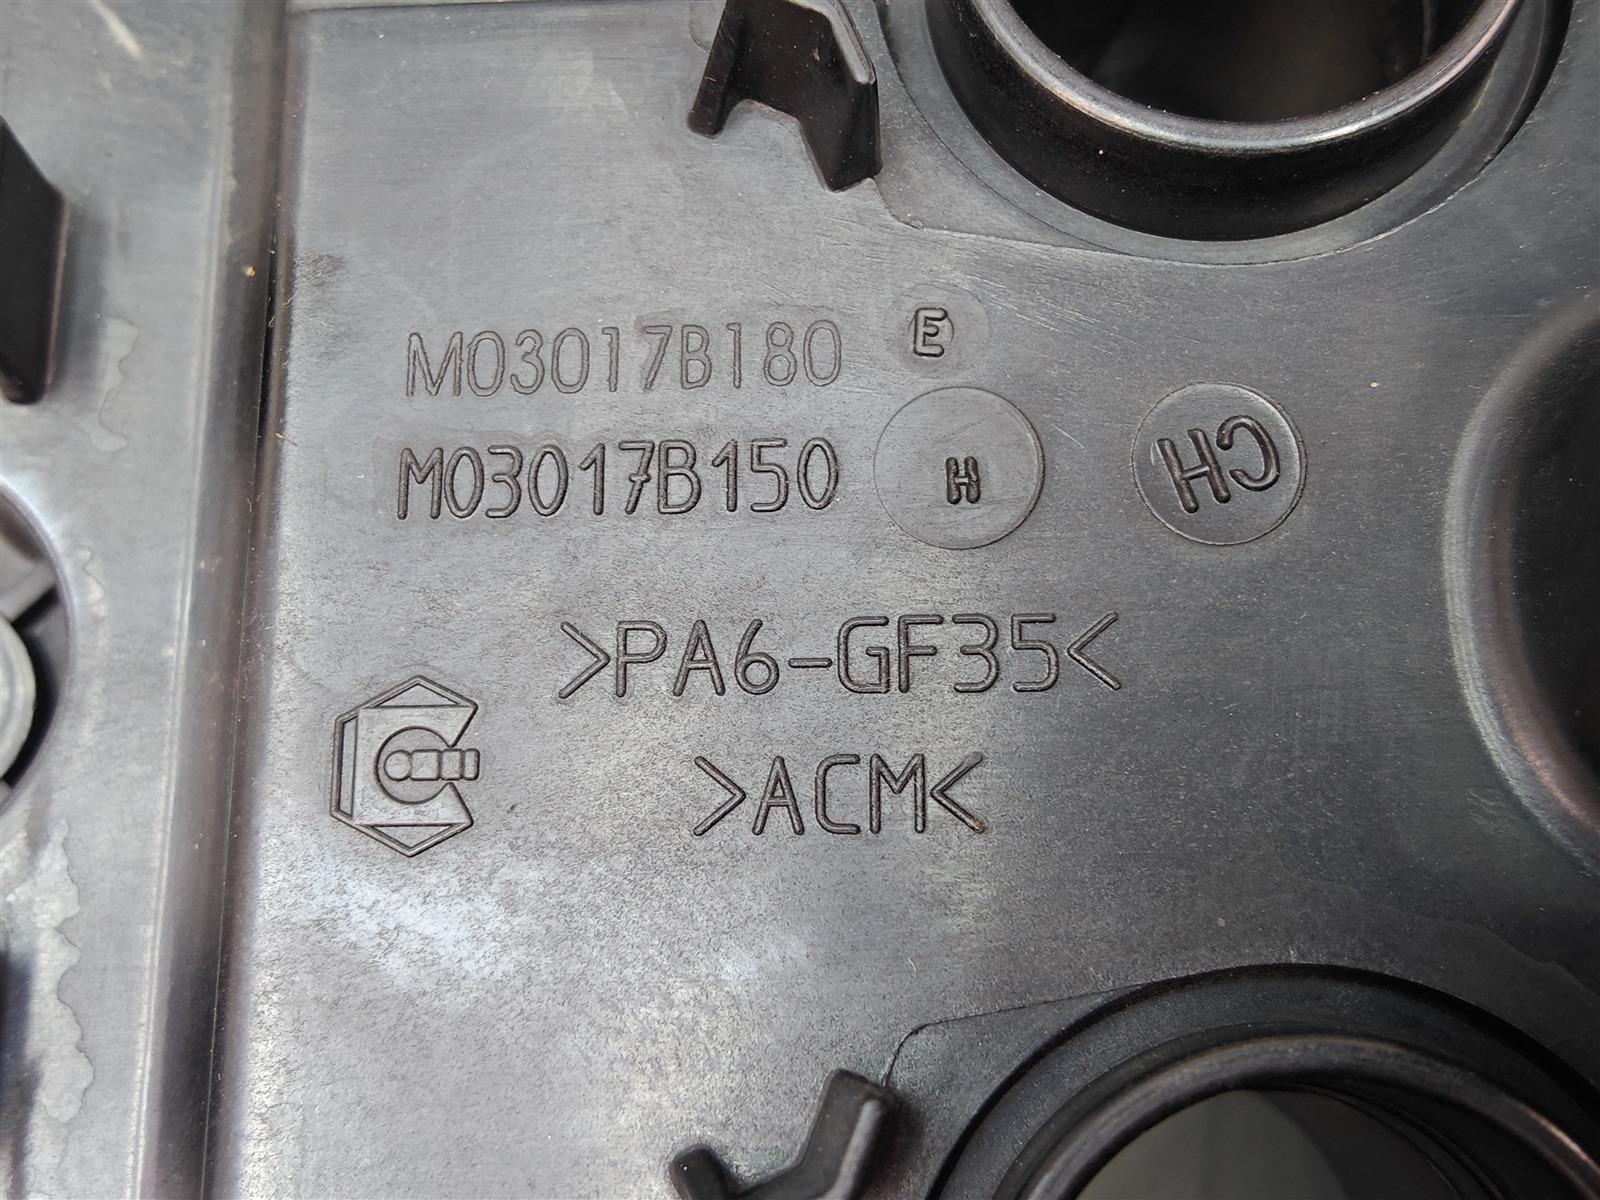 M03017B180 E
M03017B150 H CH
>PA6-GF35<
>ACM<